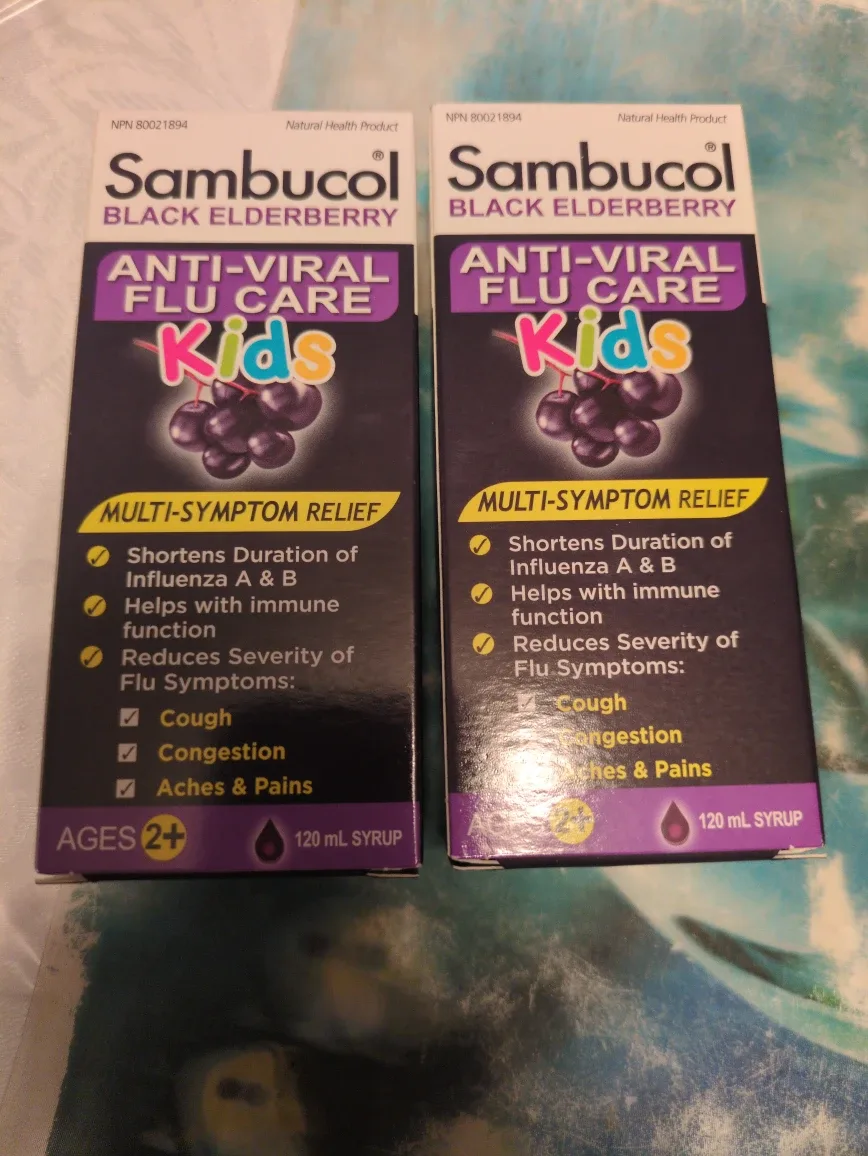 NPN 80021894 Natural Health Product
Sambucol®
BLACK ELDERBERRY
ANTI-VIRAL
FLU CARE
Kids
MULTI-SYMPTOM RELIEF
Shortens Duration of
Influenza A & B
Helps with immune
function
Reduces Severity of
Flu Symptoms:
Cough
Congestion
Aches & Pains
AGES 2+ 120 mL SYRUP
NPN 80021894 Natural Health Product
Sambucol®
BLACK ELDERBERRY
ANTI-VIRAL
FLU CARE
Kids
MULTI-SYMPTOM RELIEF
Shortens Duration of
Influenza A & B
Helps with immune
function
Reduces Severity of
Flu Symptoms:
Cough
Congestion
Aches & Pains
AGES 2+ 120 mL SYRUP